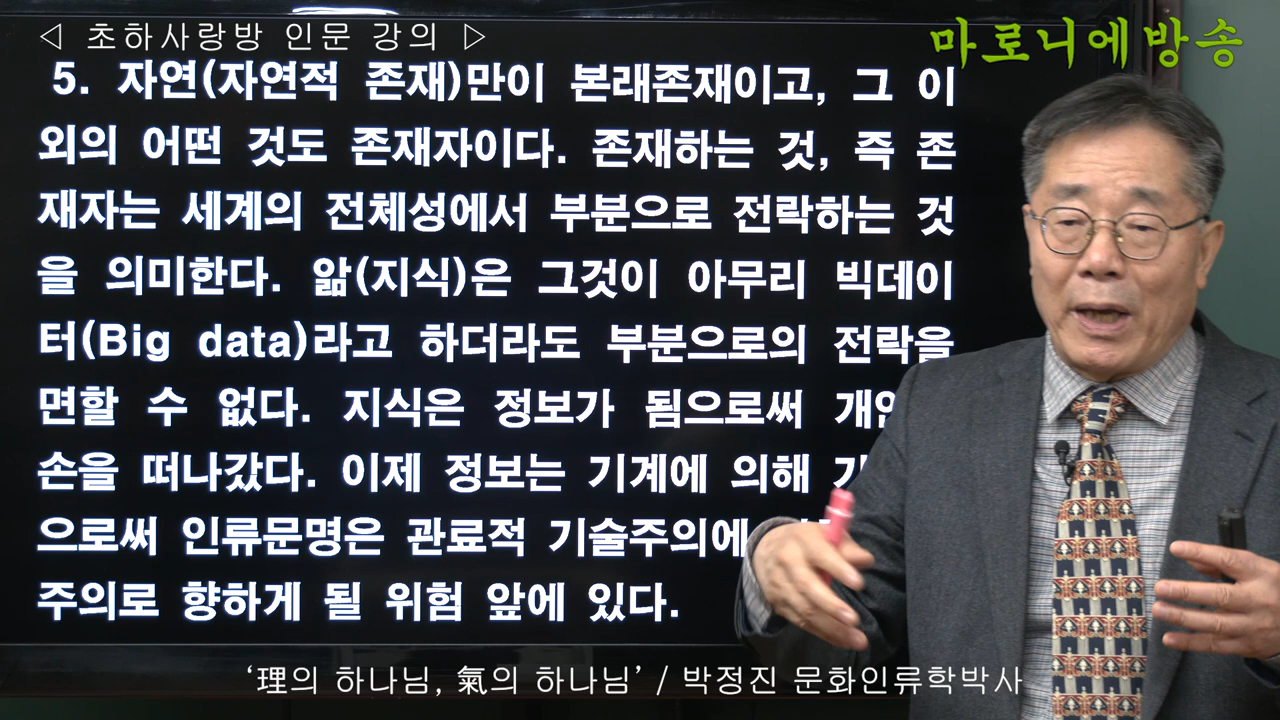 ◁ 초하사랑방 인문 강의 ▷
마로니에방송
5. 자연(자연적 존재)만이 본래존재이고, 그 이
외의 어떤 것도 존재자이다. 존재하는 것, 즉 존
재자는 세계의 전체성에서 부분으로 전락하는 것
을 의미한다. 앎(지식)은 그것이 아무리 빅데이
터(Big data)라고 하더라도 부분으로의 전락을
면할 수 없다. 지식은 정보가 됨으로써
손을 떠나갔다. 이제 정보는 기계에 의해
으로써 인류문명은 관료적 기술주의에
주의로 향하게 될 위험 앞에 있다.
‘理의 하나님, 氣의 하나님’ / 박정진 문화인류학박사